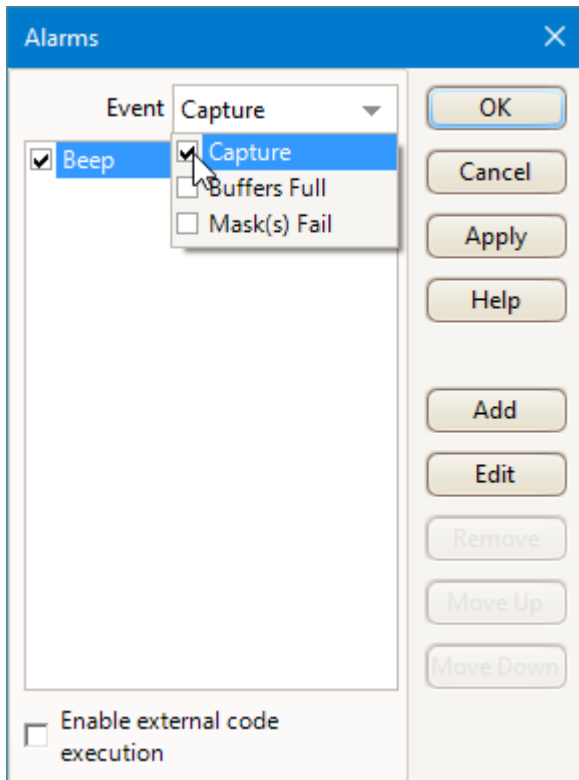 Alarms
Event Capture
Beep
Capture
Buffers Full
Mask(s) Fail
OK
Cancel
Apply
Help
Add
Edit
Remove
Move Up
Move Down
Enable external code
execution